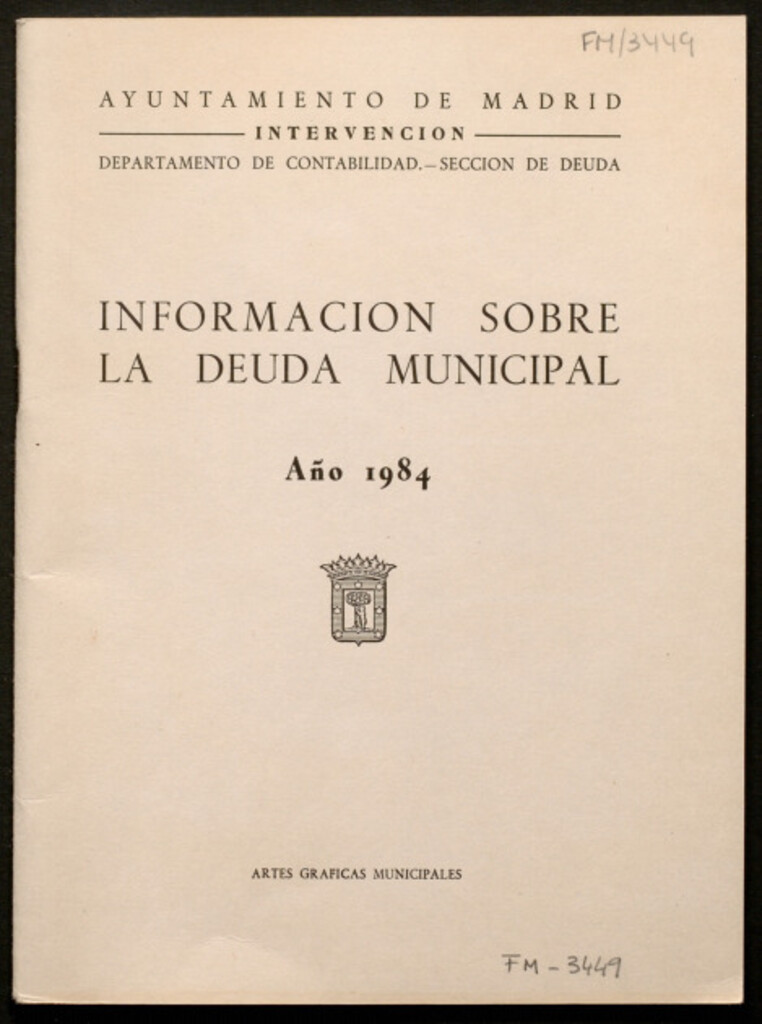 FM/3449
AYUNTAMIENTO DE MADRID
INTERVENCION
DEPARTAMENTO DE CONTABILIDAD.—SECCION DE DEUDA
INFORMACION SOBRE
LA DEUDA MUNICIPAL
Año 1984
ARTES GRAFICAS MUNICIPALES
FM - 3449